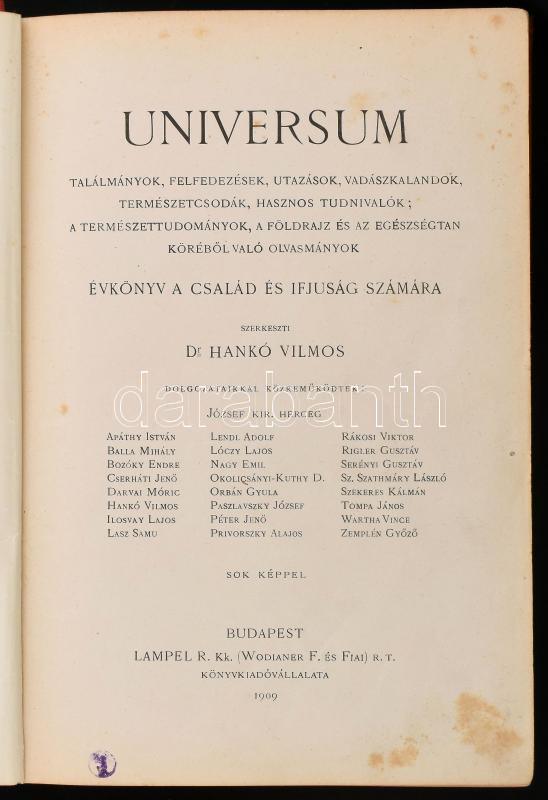 UNIVERSUM
TALÁLMÁNYOK, FELFEDEZÉSEK, UTAZÁSOK, VADÁSZKALANDOK,
TERMÉSZETCSODÁK, HASZNOS TUDNIVALÓK;
A TERMÉSZETTUDOMÁNYOK, A FÖLDRAJZ ÉS AZ EGÉSZSÉGTAN
KÖRÉBŐL VALÓ OLVASMÁNYOK
ÉVKÖNYV A CSALÁD ÉS IFJUSÁG SZÁMÁRA
SZERKESZTI
Dr HANKÓ VILMOS
DOLGOZATAIKKAL KÖZREMŰKÖDTEK:
darabanth
JÓZSEF KIR. HERCEG
APÁTHY ISTVÁN LENDL ADOLF RÁKOSI VIKTOR
BALLA MIHÁLY LÓCZY LAJOS RIGLER GUSZTÁV
BOZÓKY ENDRE NAGY EMIL SERÉNYI GUSZTÁV
CSERHÁTI JENŐ OKOLICSÁNYI-KUTHY D. SZ. SZATHMÁRY LÁSZLÓ
DARVAI MÓRIC ORBÁN GYULA SZEKERES KÁLMÁN
HANKÓ VILMOS PASZLAVSZKY JÓZSEF TOMPA JÁNOS
ILOSVAY LAJOS PÉTER JENŐ WARTHA VINCE
LASZ SAMU PRIVORSZKY ALAJOS ZEMPLÉN GYŐZŐ
SOK KÉPPEL
BUDAPEST
LAMPEL R. Kk. (WODIANER F. ÉS FIAI) R. T.
KÖNYVKIADÓVÁLLALATA
1909